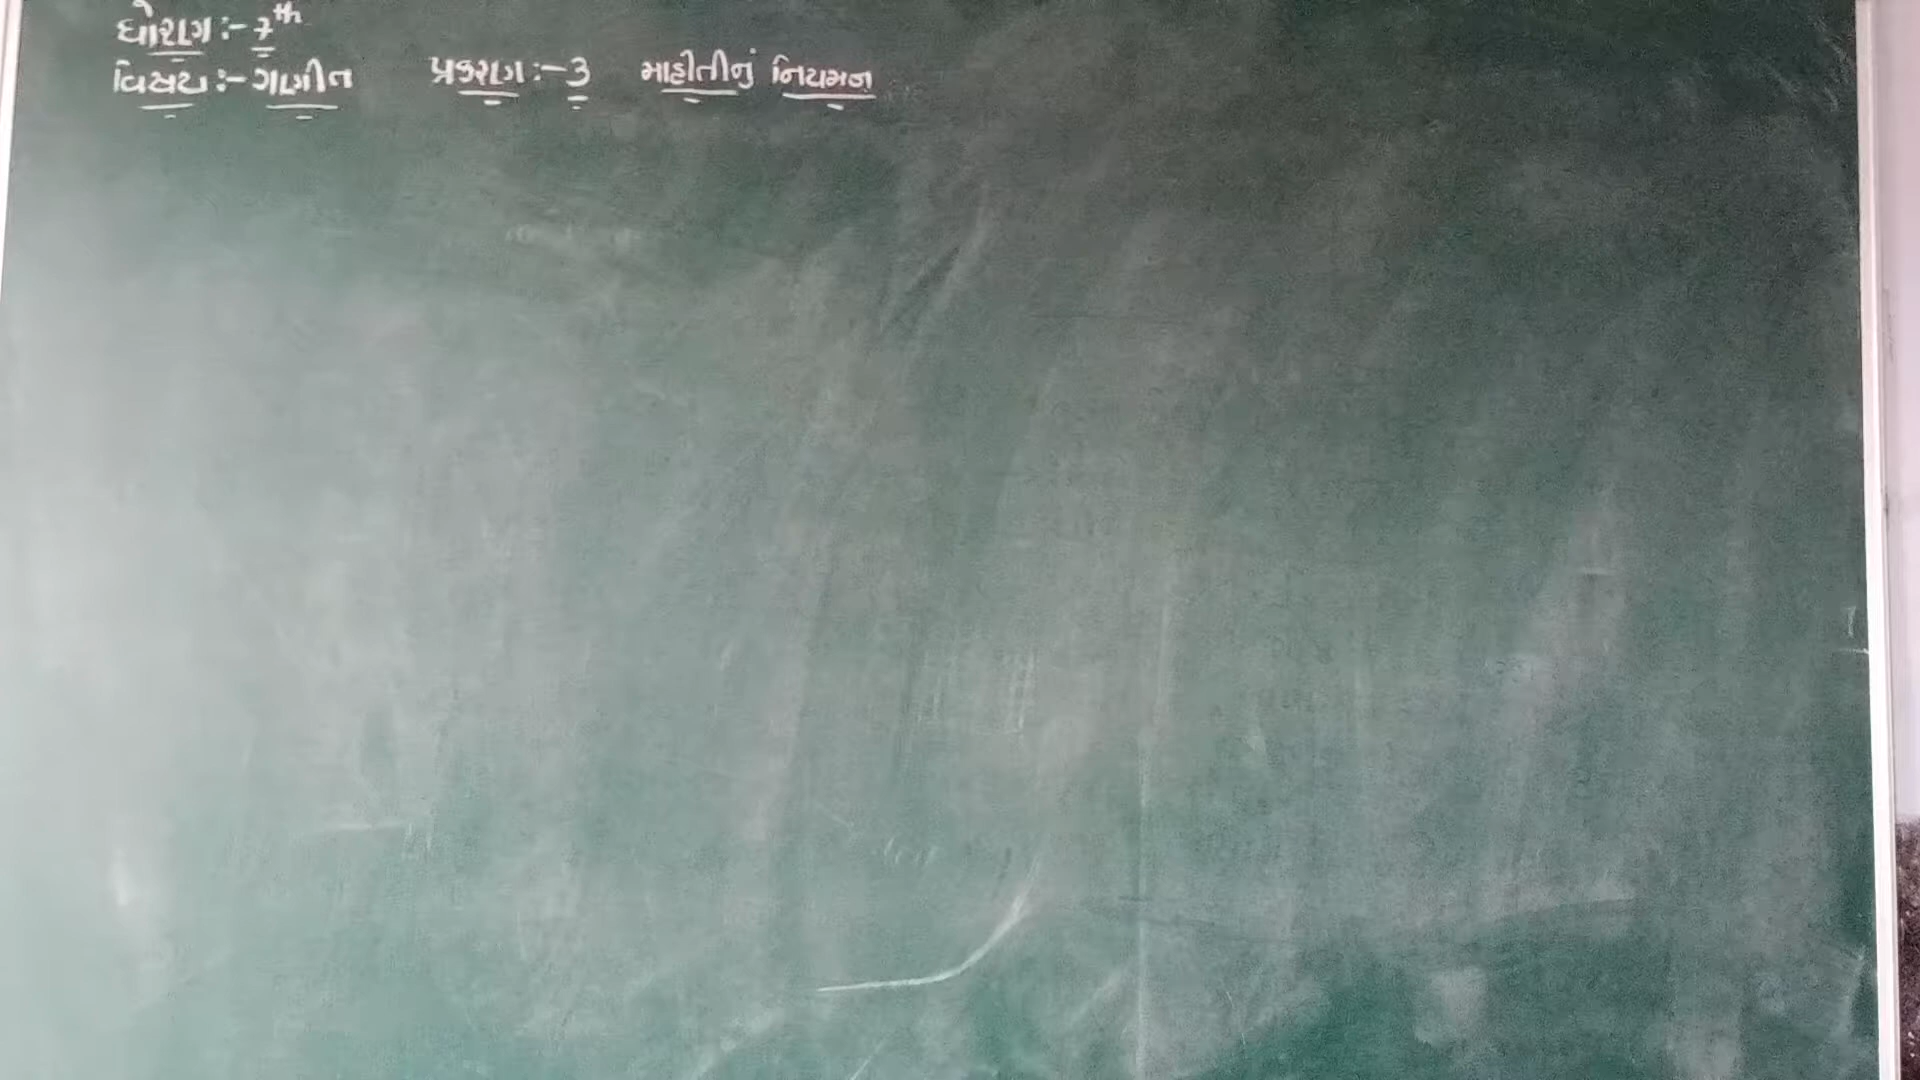 ધોરણ :- 7th
વિષય :- ગણીત પ્રકરણ :- 3 માહીતીનું નિયમન